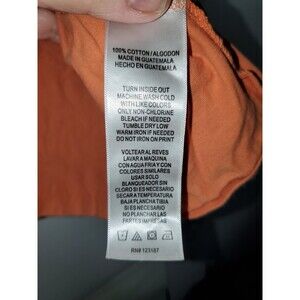 100% COTTON / ALGODON
MADE IN GUATEMALA
HECHO EN GUATEMALA
TURN INSIDE OUT
MACHINE WASH COLD
WITH LIKE COLORS
ONLY NON-CHLORINE
BLEACH IF NEEDED
TUMBLE DRY LOW
WARM IRON IF NEEDED
DO NOT IRON ON PRINT
VOLTEAR AL REVES
LAVAR A MAQUINA
CON AGUA FRIA Y CON
COLORES SIMILARES
USAR SOLO
BLANQUEADOR SIN
CLORO SI ES NECESARIO
SECAR A TEMPERATURA
BAJA PLANCHA TIBIA
SI ES NECESARIO
NO PLANCHAR LAS
PARTES IMPRESAS
RN# 123187